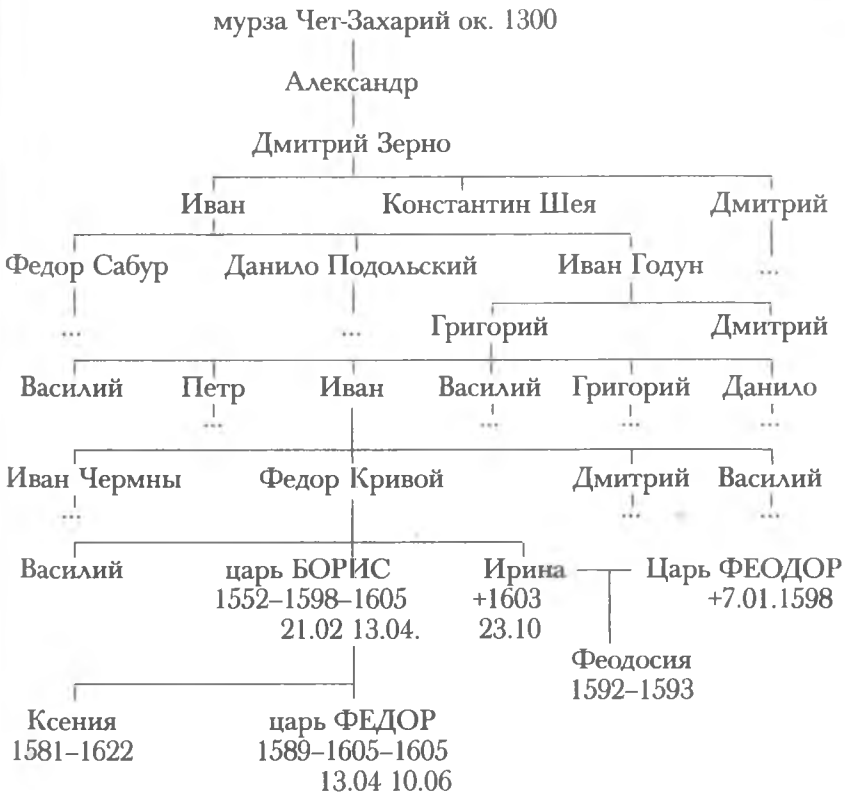 мурза Чет-Захарий ок. 1300
Александр
Дмитрий Зерно
Иван Константин Шея Дмитрий
Федор Сабур Данило Подольский Иван Годун ...
... ... Григорий Дмитрий
Василий Петр Иван Василий Григорий Данило
... ... ... ...
Иван Чермны Федор Кривой Дмитрий Василий
... ... ...
Василий царь БОРИС Ирина Царь ФЕОДОР
1552–1598–1605 +1603 +7.01.1598
21.02 13.04. 23.10
Феодосия
1592–1593
Ксения царь ФЕДОР
1581–1622 1589–1605–1605
13.04 10.06